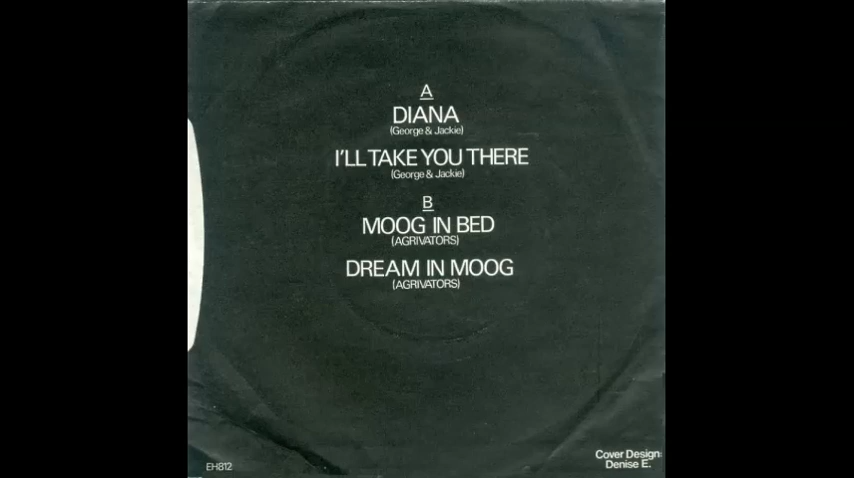 A
DIANA
(George & Jackie)
I'LL TAKE YOU THERE
(George & Jackie)
B
MOOG IN BED
(AGRIVATORS)
DREAM IN MOOG
(AGRIVATORS)
EH812
Cover Design:
Denise E.